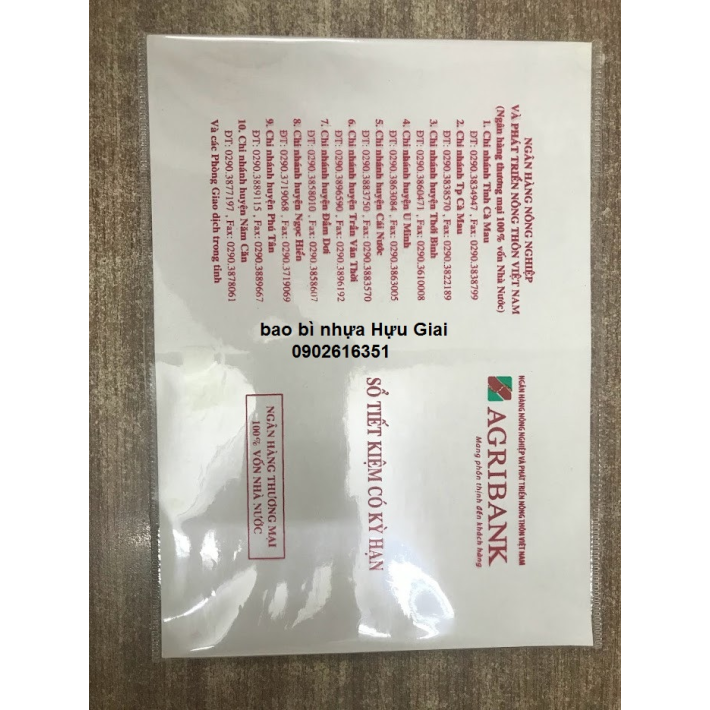 NGÂN HÀNG NÔNG NGHIỆP
VÀ PHÁT TRIỂN NÔNG THÔN VIỆT NAM
(Ngân hàng thương mại 100% vốn Nhà Nước)
1. Chi nhánh Tỉnh Cà Mau
ĐT: 0290.3834947 , Fax: 0290.3838799
2. Chi nhánh Tp Cà Mau
ĐT: 0290.3838570 , Fax: 0290.3822189
3. Chi nhánh huyện Thới Bình
ĐT: 0290.3860471 , Fax: 0290.3610008
4. Chi nhánh huyện U Minh
ĐT: 0290.3863084 , Fax: 0290.3863005
5. Chi nhánh huyện Cái Nước
ĐT: 0290.3883750 , Fax: 0290.3883570
6. Chi nhánh huyện Trần Văn Thời
ĐT: 0290.3896590 , Fax: 0290.3896192
7. Chi nhánh huyện Đầm Dơi
ĐT: 0290.3858010 , Fax: 0290.3858607
8. Chi nhánh huyện Ngọc Hiển
ĐT: 0290.3719068 , Fax: 0290.3719069
9. Chi nhánh huyện Phú Tân
ĐT: 0290.3889115 , Fax: 0290.3889667
10. Chi nhánh huyện Năm Căn
ĐT: 0290.3877197 , Fax: 0290.3878061
Và các Phòng Giao dịch trong tỉnh
bao bì nhựa Hựu Giai
0902616351
NGÂN HÀNG NÔNG NGHIỆP VÀ PHÁT TRIỂN NÔNG THÔN VIỆT NAM
AGRIBANK
Mang phồn thịnh đến khách hàng
SỔ TIẾT KIỆM CÓ KỲ HẠN
NGÂN HÀNG THƯƠNG MẠI
100% VỐN NHÀ NƯỚC